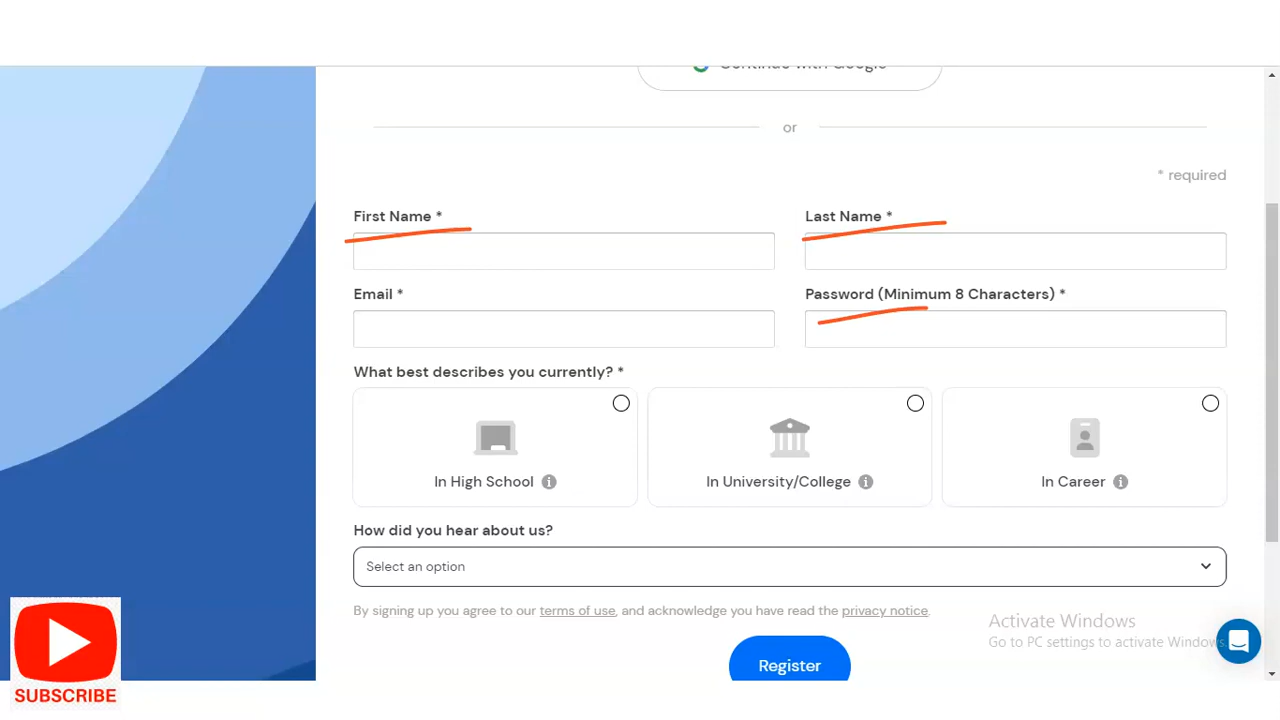 Continue with Google
or
* required
First Name *
Last Name *
Email *
Password (Minimum 8 Characters) *
What best describes you currently? *
In High School
In University/College
In Career
How did you hear about us?
Select an option
By signing up you agree to our terms of use, and acknowledge you have read the privacy notice.
Activate Windows
Go to PC settings to activate Windows.
Register
SUBSCRIBE